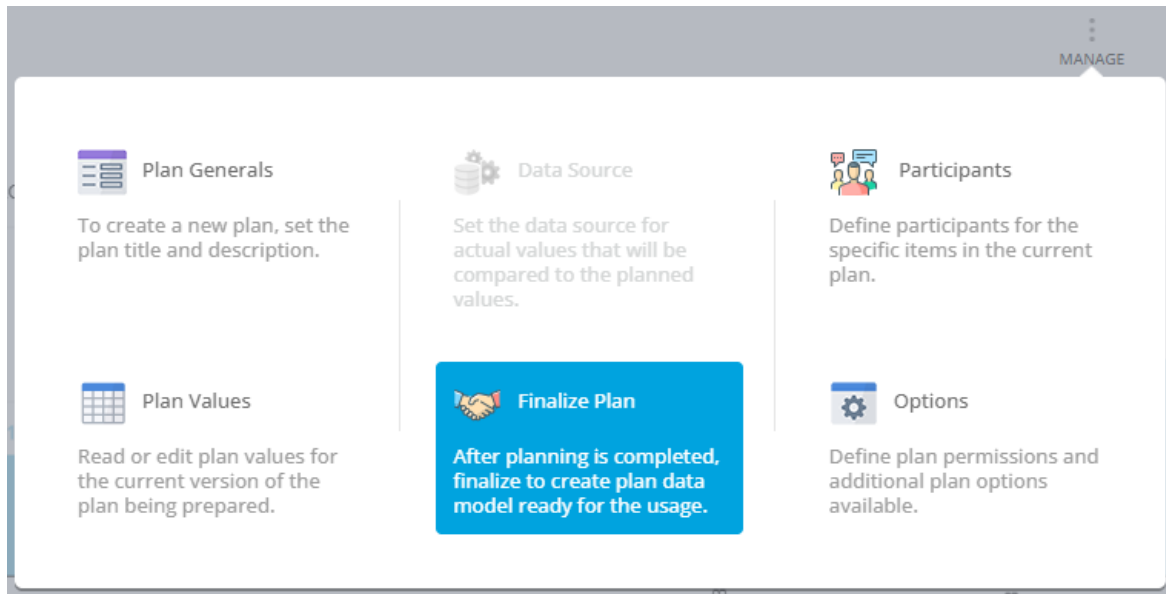 MANAGE
Plan Generals
To create a new plan, set the
plan title and description.
Data Source
Set the data source for
actual values that will be
compared to the planned
values.
Participants
Define participants for the
specific items in the current
plan.
Plan Values
Read or edit plan values for
the current version of the
plan being prepared.
Finalize Plan
After planning is completed,
finalize to create plan data
model ready for the usage.
Options
Define plan permissions and
additional plan options
available.